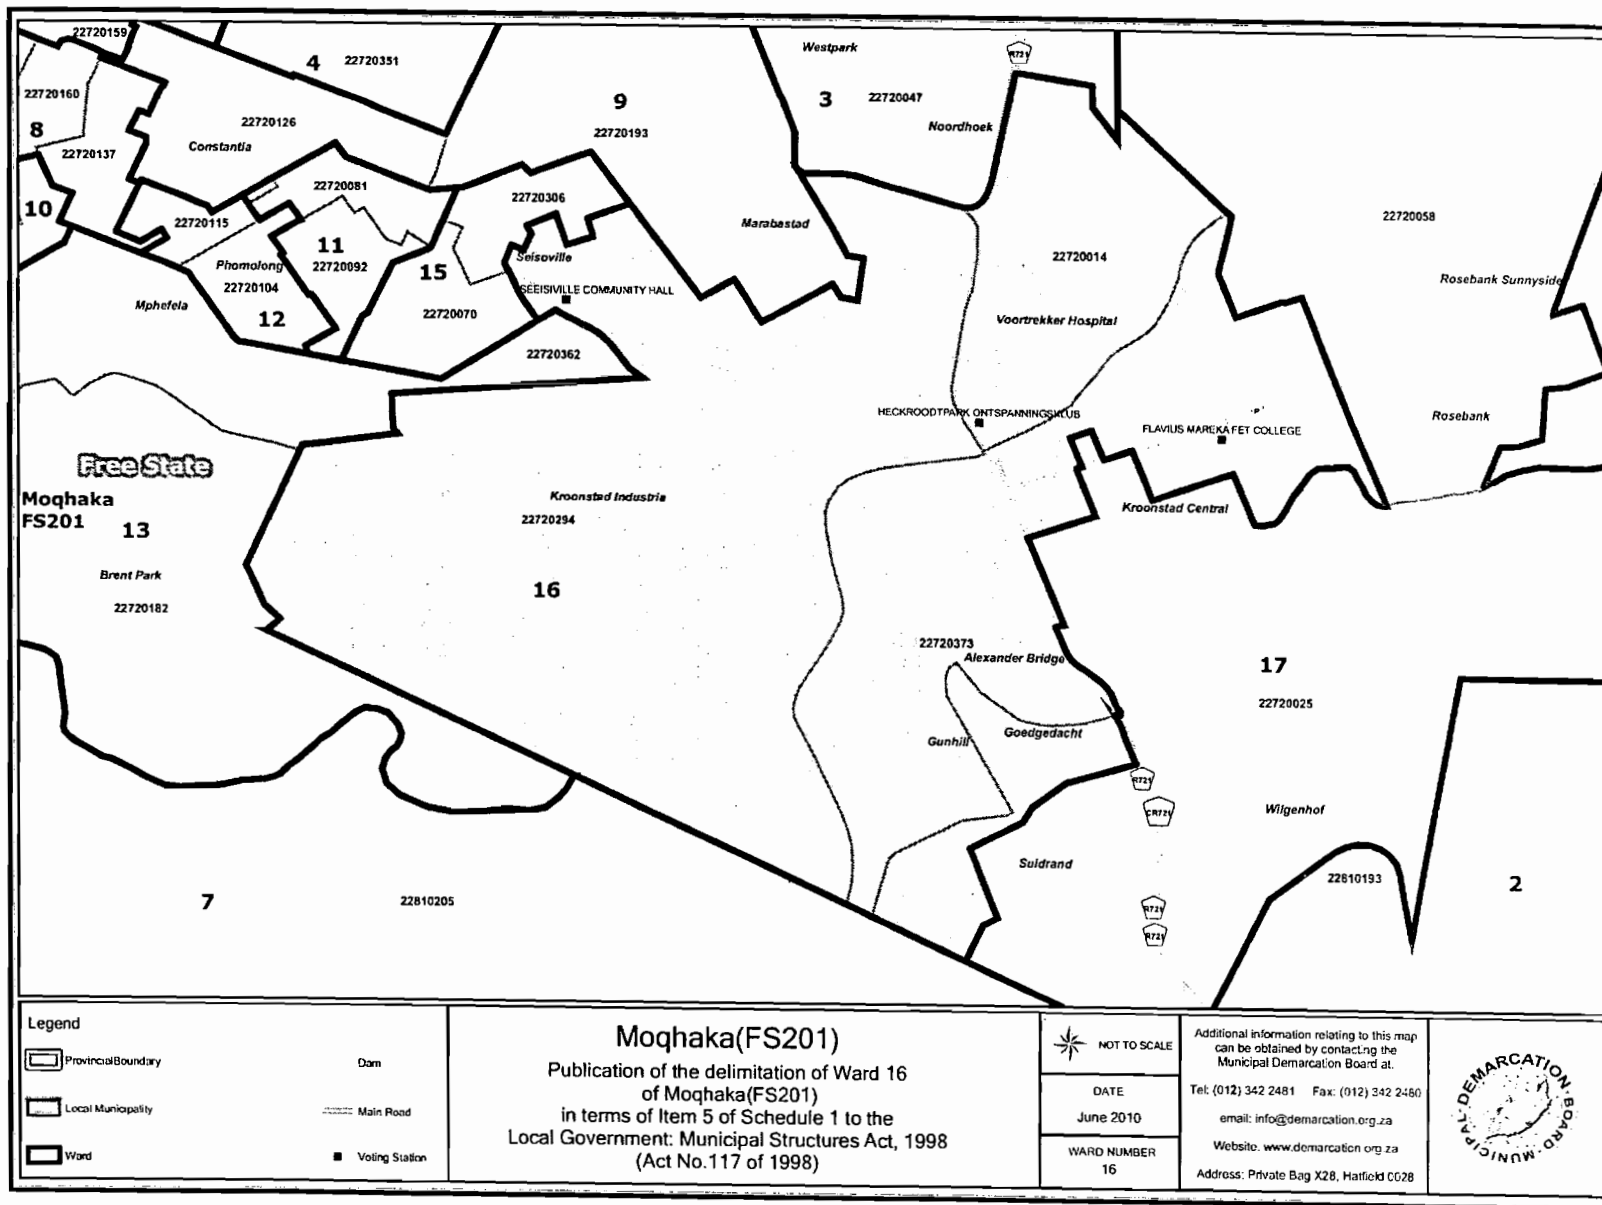 22720159
4
22720351
Westpark
R721
22720160
9
3
22720047
8
22720126
22720193
Noordhoek
22720137
Constantia
22720081
10
22720115
22720306
Marabastad
22720058
11
Phomolong
22720092
15
Seisoville
22720014
22720104
SEEISIVILLE COMMUNITY HALL
Rosebank Sunnyside
Mphefela
12
22720070
Voortrekker Hospital
22720362
HECKROODTPARK ONTSPANNINGSKLUB
P
Rosebank
FLAVIUS MAREKA FET COLLEGE
Free State
Moqhaka
FS201
13
Kroonstad Industria
22720294
Kroonstad Central
Brent Park
22720182
16
22720373
Alexander Bridge
17
22720025
Gunhill
Goedgedacht
R721
CR721
Wilgenhof
Suidrand
22810193
2
7
22810205
R721
R721
Legend
Provincial Boundary
Dam
Local Municipality
Main Road
Ward
Voting Station
Moqhaka(FS201)
Publication of the delimitation of Ward 16
of Moqhaka(FS201)
in terms of Item 5 of Schedule 1 to the
Local Government: Municipal Structures Act, 1998
(Act No.117 of 1998)
NOT TO SCALE
DATE
June 2010
WARD NUMBER
16
Additional information relating to this map
can be obtained by contacting the
Municipal Demarcation Board at.
Tel: (012) 342 2481 Fax: (012) 342 2480
email: info@demarcation.org.za
Website. www.demarcation org za
Address: Private Bag X28, Hatfield 0028
MUNICIPAL DEMARCATION BOARD